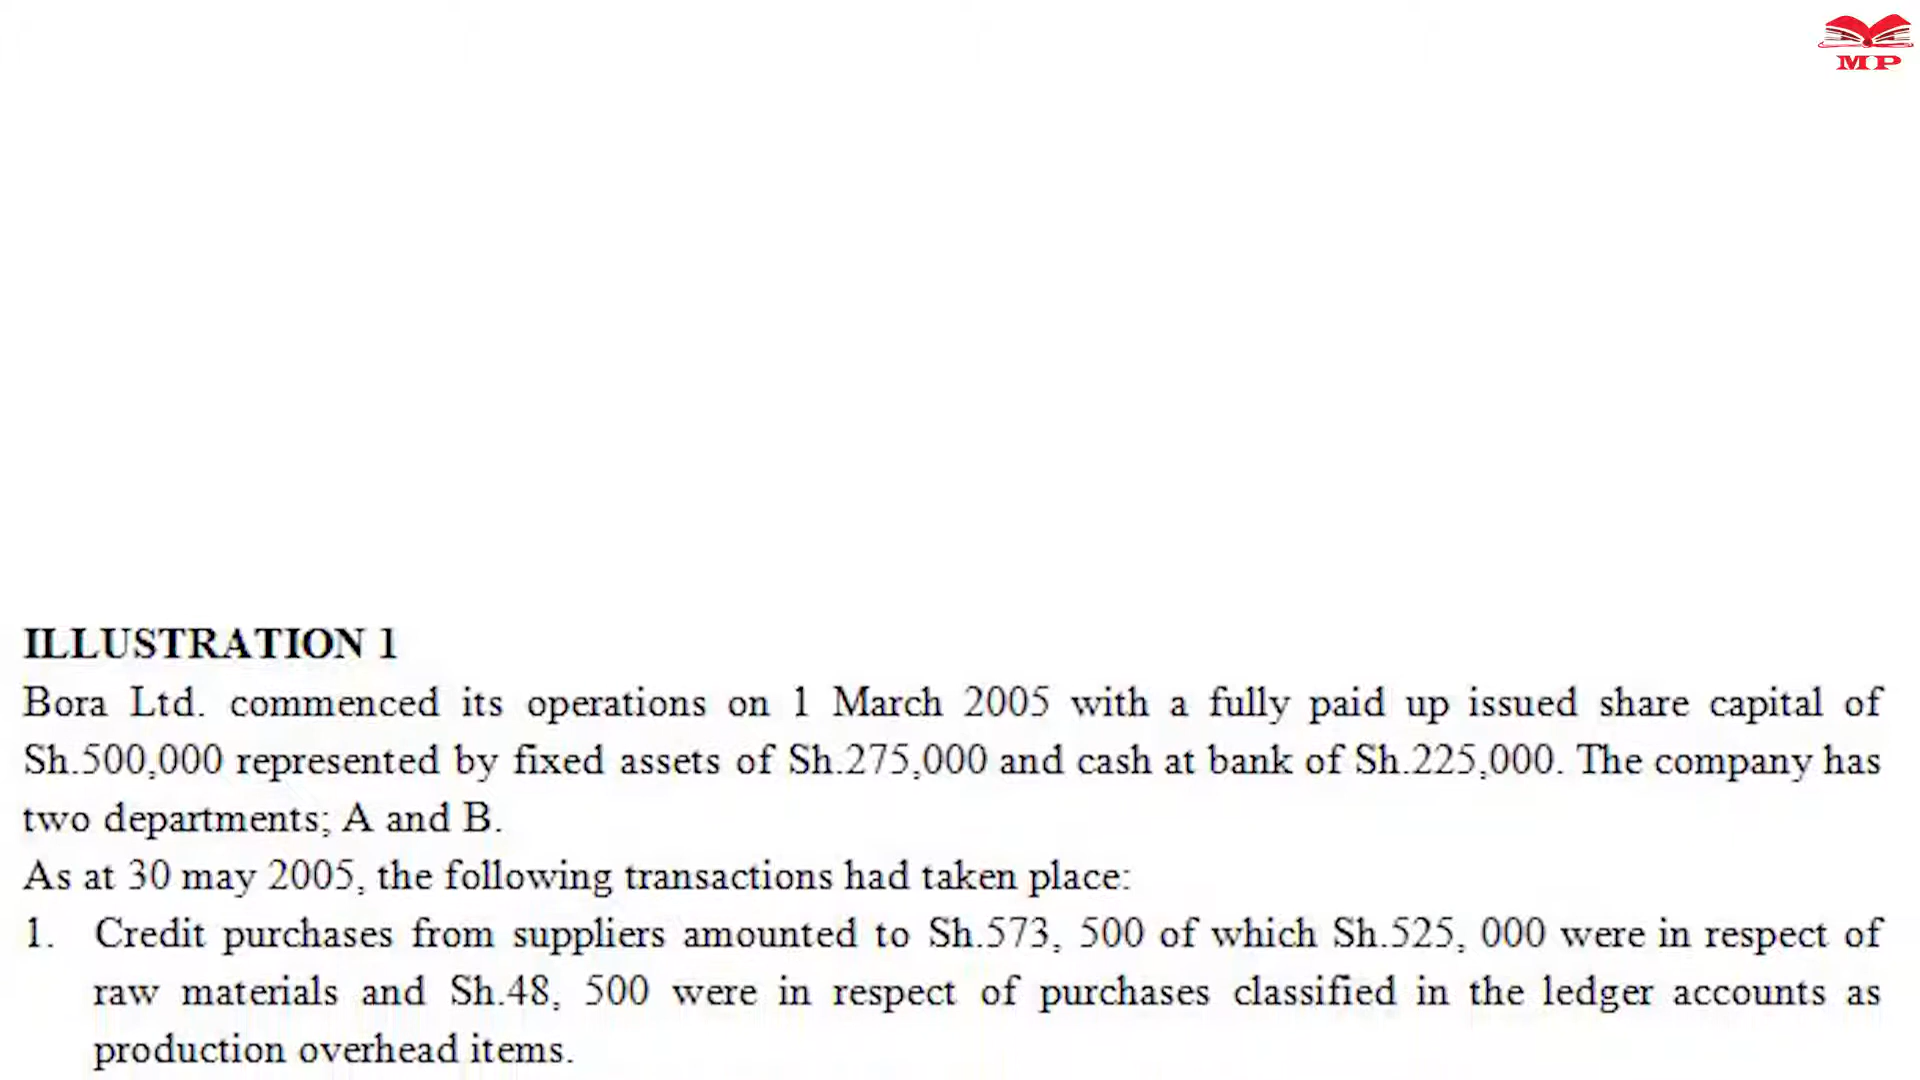 MP
ILLUSTRATION 1
Bora Ltd. commenced its operations on 1 March 2005 with a fully paid up issued share capital of
Sh.500,000 represented by fixed assets of Sh.275,000 and cash at bank of Sh.225,000. The company has
two departments; A and B.
As at 30 may 2005, the following transactions had taken place:
1. Credit purchases from suppliers amounted to Sh.573, 500 of which Sh.525, 000 were in respect of
raw materials and Sh.48, 500 were in respect of purchases classified in the ledger accounts as
production overhead items.